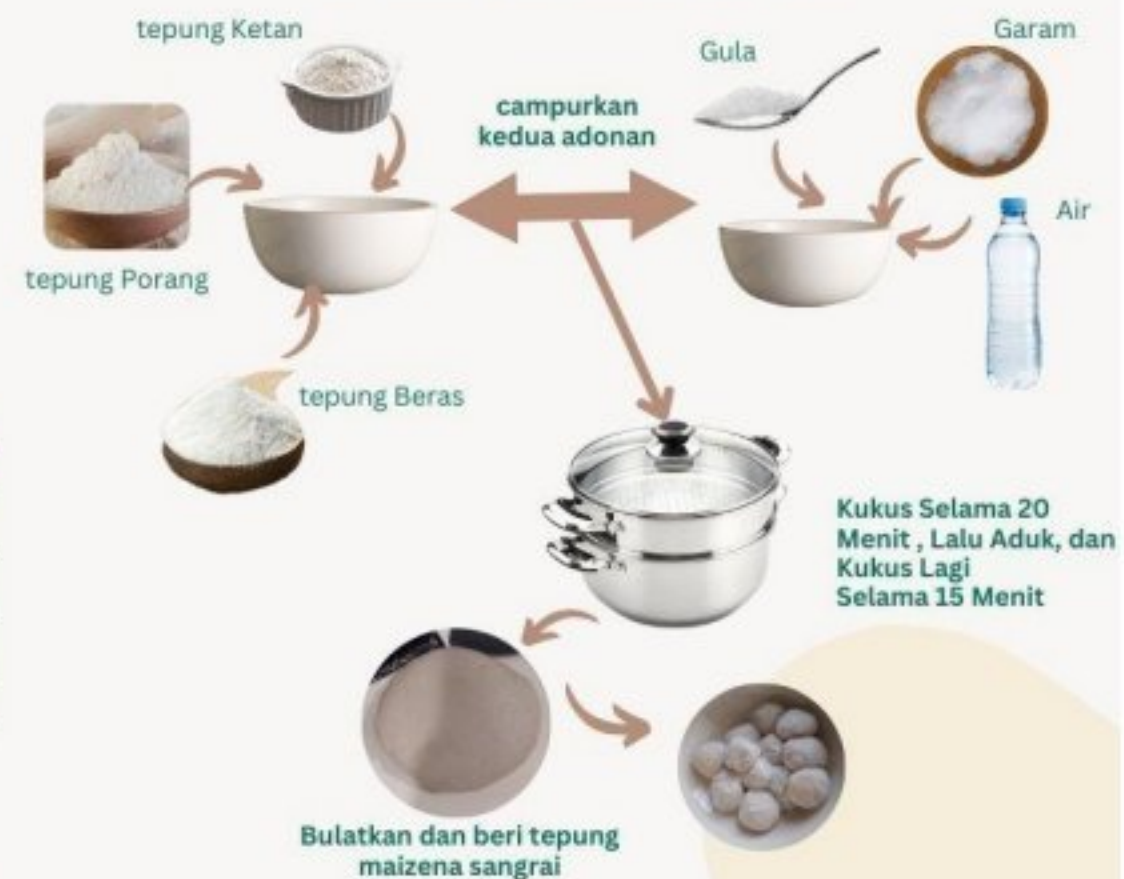 tepung Ketan
Gula
Garam
campurkan
kedua adonan
Air
tepung Porang
tepung Beras
Kukus Selama 20
Menit , Lalu Aduk, dan
Kukus Lagi
Selama 15 Menit
Bulatkan dan beri tepung
maizena sangrai